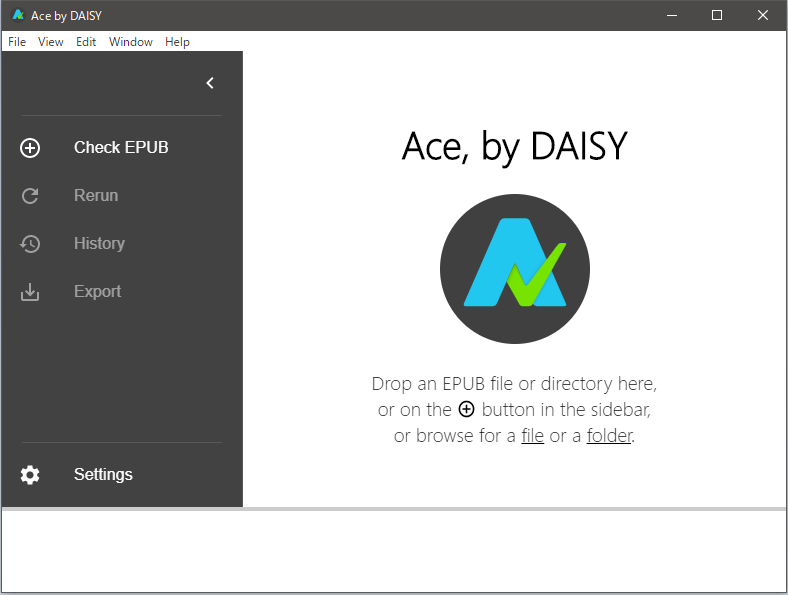 Ace by DAISY
File View Edit Window Help
Check EPUB
Rerun
History
Export
Settings
Ace, by DAISY
Drop an EPUB file or directory here,
or on the button in the sidebar,
or browse for a file or a folder.